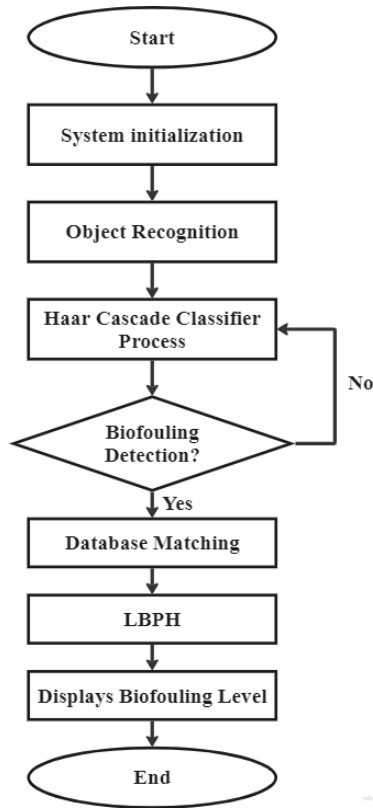 Start
System initialization
Object Recognition
Haar Cascade Classifier
Process
No
Biofouling
Detection?
Yes
Database Matching
LBPH
Displays Biofouling Level
End